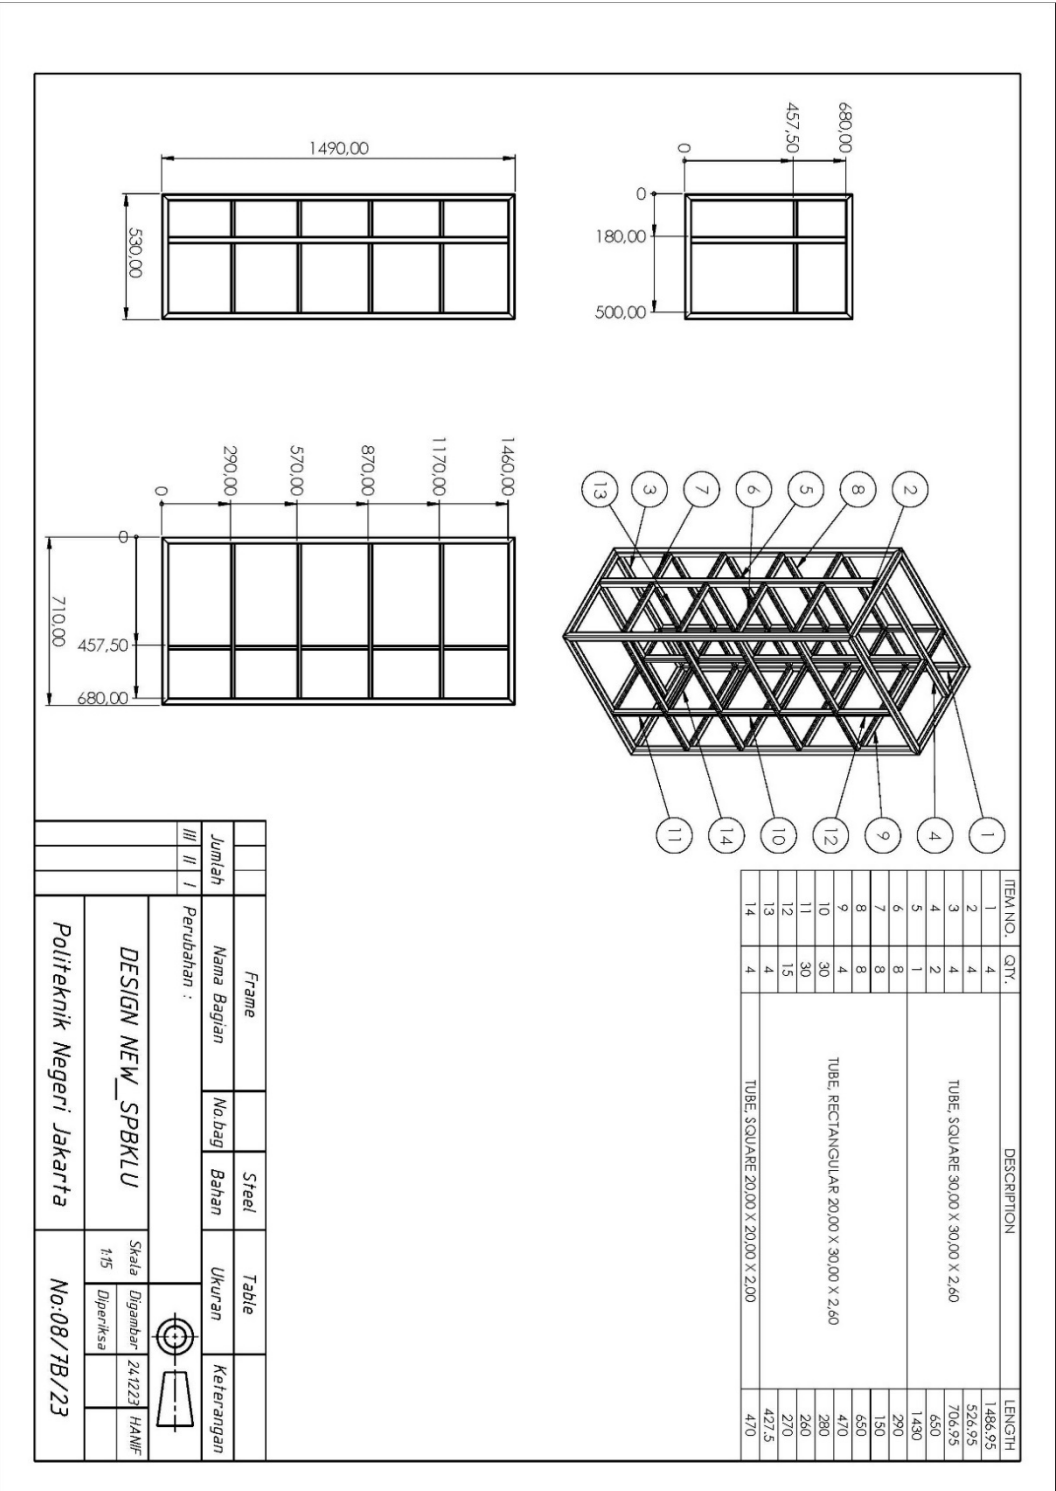 ITEM NO. QTY. DESCRIPTION LENGTH
1 4 TUBE, SQUARE 30,00 X 30,00 X 2,60 1486.95
2 4 526.95
3 4 706.95
4 2 650
5 1 1430
6 8 TUBE, RECTANGULAR 20,00 X 30,00 X 2,60 290
7 8 150
8 8 650
9 4 470
10 30 280
11 30 260
12 15 270
13 4 TUBE, SQUARE 20,00 X 20,00 X 2,00 427.5
14 4 470
680,00
457,50
0
0
180,00
500,00
2
8
5
6
7
3
13
1
4
9
12
10
14
11
1490,00
530,00
1460,00
1170,00
870,00
570,00
290,00
0
0
457,50
680,00
710,00
Frame Steel Table
Jumlah Nama Bagian No.bag Bahan Ukuran Keterangan
III II I Perubahan :
DESIGN NEW_SPBKLU
Skala Digambar 241223 HANIF
1:15 Diperiksa
Politeknik Negeri Jakarta No:08/7B/23